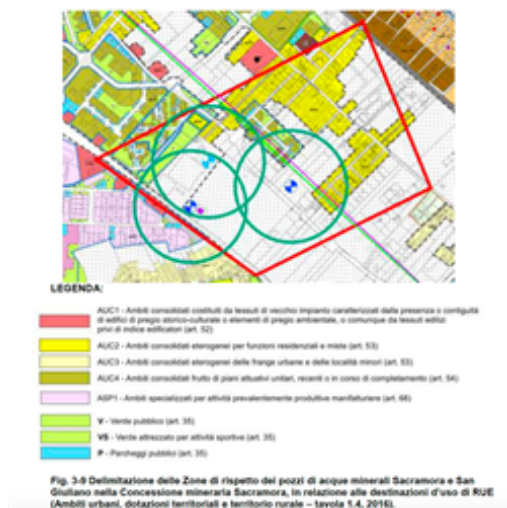 LEGENDA:
AUC1 - Ambiti consolidati costituiti da tessuti di vecchio impianto caratterizzati dalla presenza o contiguità
di edifici di pregio storico-culturale o elementi di pregio ambientale, o comunque da tessuti edilizi
privi di indice edificatori (art. 52)
AUC2 - Ambiti consolidati eterogenei per funzioni residenziali e miste (art. 53)
AUC3 - Ambiti consolidati eterogenei delle frange urbane e delle località minori (art. 53)
AUC4 - Ambiti consolidati frutto di piani attuativi unitari, recenti o in corso di completamento (art. 54)
ASP1 - Ambiti specializzati per attività prevalentemente produttive manifatturiere (art. 68)
V - Verde pubblico (art. 35)
VS - Verde attrezzato per attività sportive (art. 35)
P - Parcheggi pubblici (art. 35)
Fig. 3-9 Delimitazione delle Zone di rispetto dei pozzi di acque minerali Sacramora e San
Giuliano nella Concessione mineraria Sacramora, in relazione alle destinazioni d'uso di RUE
(Ambiti urbani, dotazioni territoriali e territorio rurale – tavola 1.4, 2016).